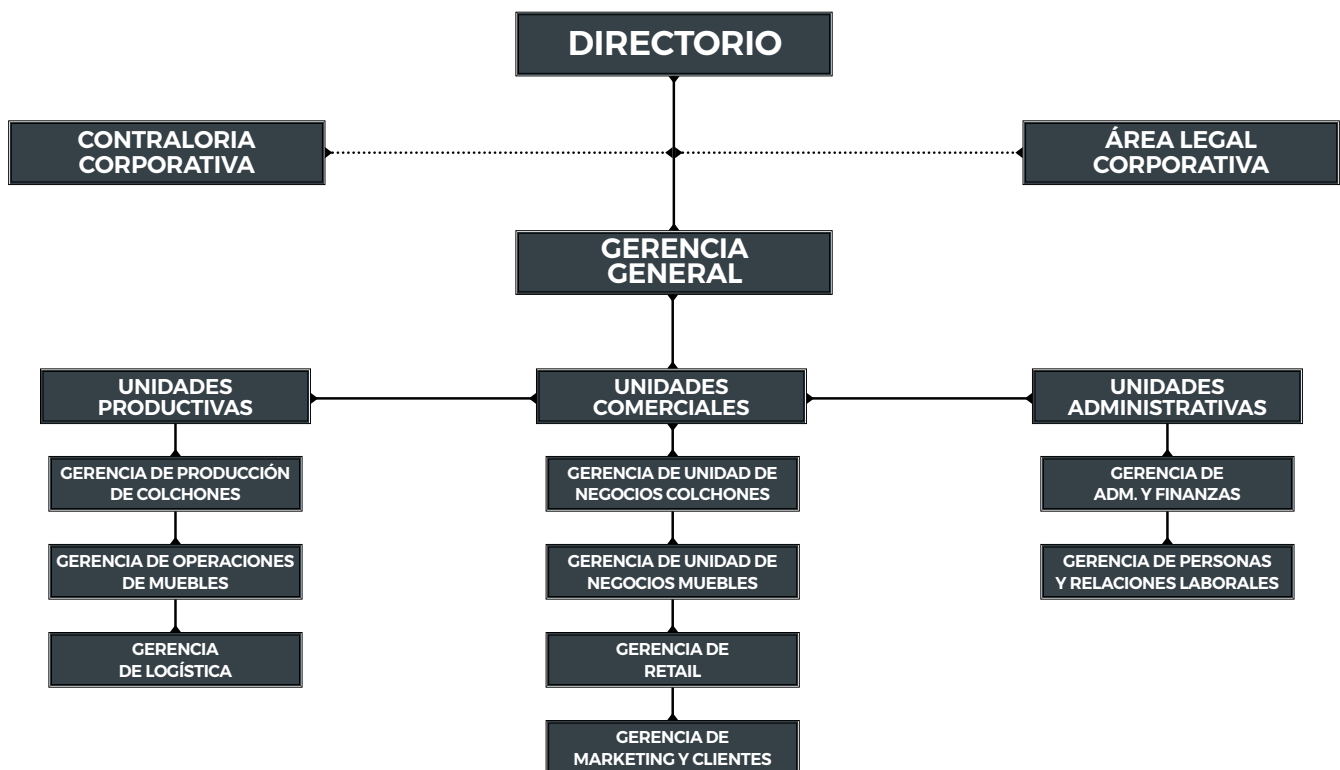 DIRECTORIO
CONTRALORIA
CORPORATIVA
ÁREA LEGAL
CORPORATIVA
GERENCIA
GENERAL
UNIDADES
PRODUCTIVAS
UNIDADES
COMERCIALES
UNIDADES
ADMINISTRATIVAS
GERENCIA DE PRODUCCIÓN
DE COLCHONES
GERENCIA DE UNIDAD DE
NEGOCIOS COLCHONES
GERENCIA DE
ADM. Y FINANZAS
GERENCIA DE OPERACIONES
DE MUEBLES
GERENCIA DE UNIDAD DE
NEGOCIOS MUEBLES
GERENCIA DE PERSONAS
Y RELACIONES LABORALES
GERENCIA
DE LOGÍSTICA
GERENCIA DE
RETAIL
GERENCIA DE
MARKETING Y CLIENTES